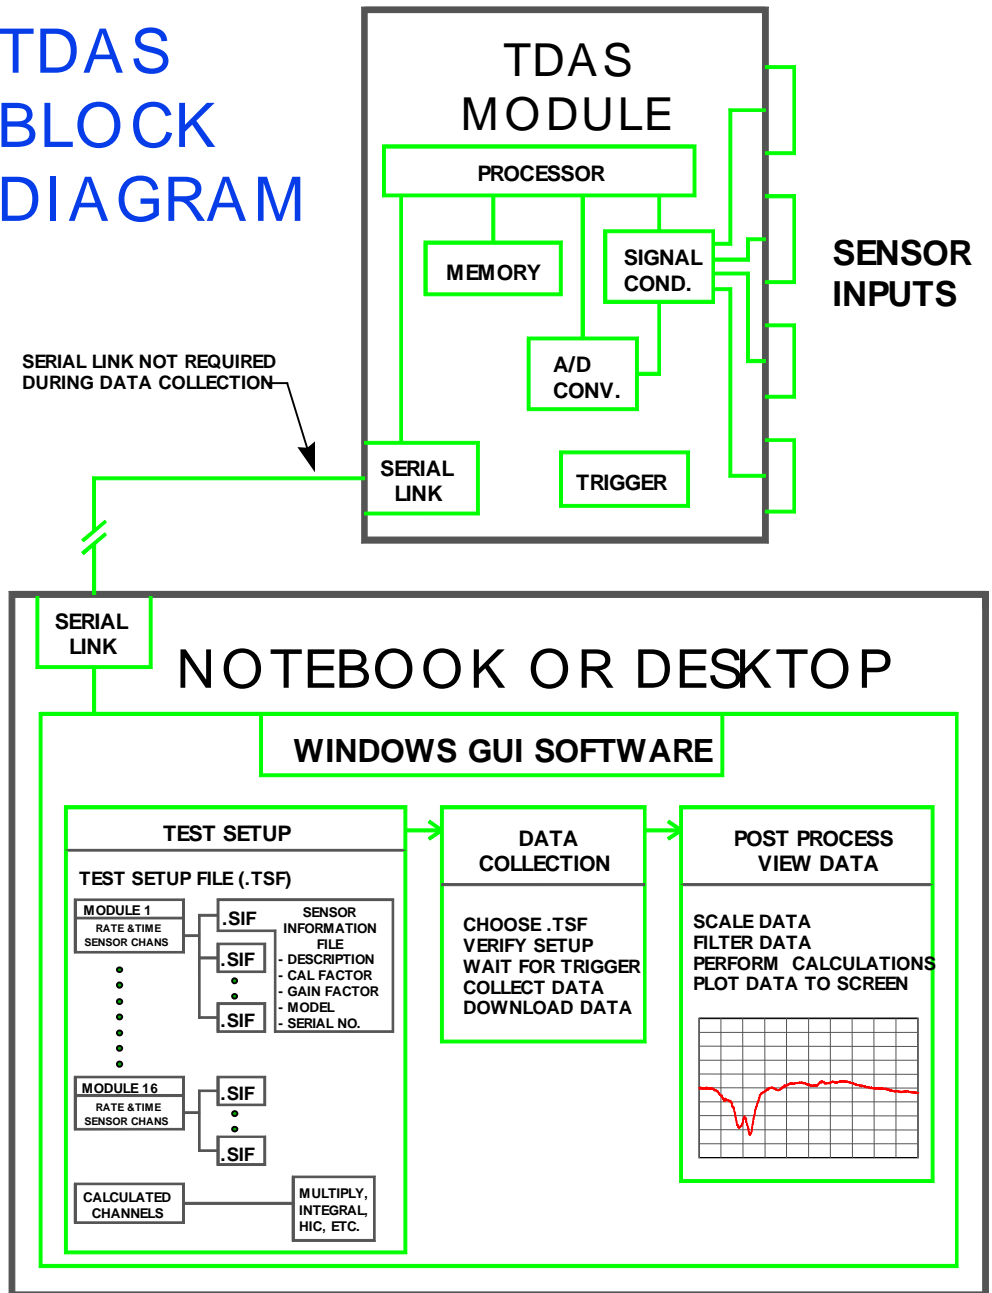 TDAS
BLOCK
DIAGRAM
TDAS
MODULE
PROCESSOR
MEMORY
SIGNAL
COND.
A/D
CONV.
SERIAL
LINK
TRIGGER
SENSOR
INPUTS
SERIAL LINK NOT REQUIRED
DURING DATA COLLECTION
SERIAL
LINK
NOTEBOOK OR DESKTOP
WINDOWS GUI SOFTWARE
TEST SETUP
TEST SETUP FILE (.TSF)
MODULE 1
RATE &TIME
SENSOR CHANS
.SIF
.SIF
.SIF
SENSOR
INFORMATION
FILE
- DESCRIPTION
- CAL FACTOR
- GAIN FACTOR
- MODEL
- SERIAL NO.
MODULE 16
RATE &TIME
SENSOR CHANS
.SIF
.SIF
CALCULATED
CHANNELS
MULTIPLY,
INTEGRAL,
HIC, ETC.
DATA
COLLECTION
CHOOSE .TSF
VERIFY SETUP
WAIT FOR TRIGGER
COLLECT DATA
DOWNLOAD DATA
POST PROCESS
VIEW DATA
SCALE DATA
FILTER DATA
PERFORM CALCULATIONS
PLOT DATA TO SCREEN